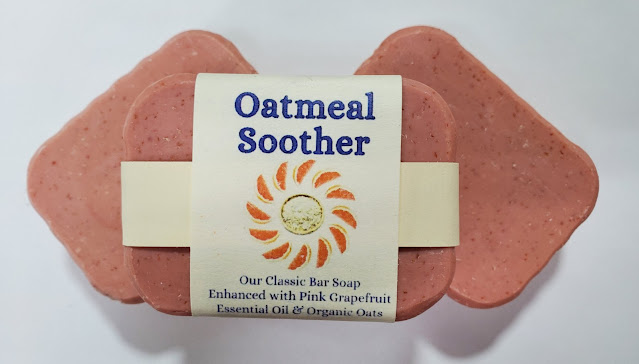 Oatmeal
Soother
Our Classic Bar Soap
Enhanced with Pink Grapefruit
Essential Oil & Organic Oats